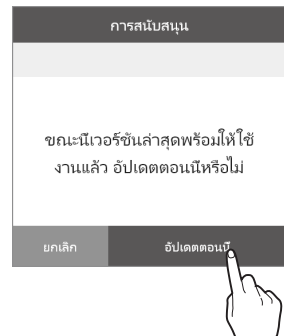 การสนับสนุน
ขณะนี้เวอร์ชันล่าสุดพร้อมให้ใช้
งานแล้ว อัปเดตตอนนี้หรือไม่
ยกเลิก
อัปเดตตอนนี้